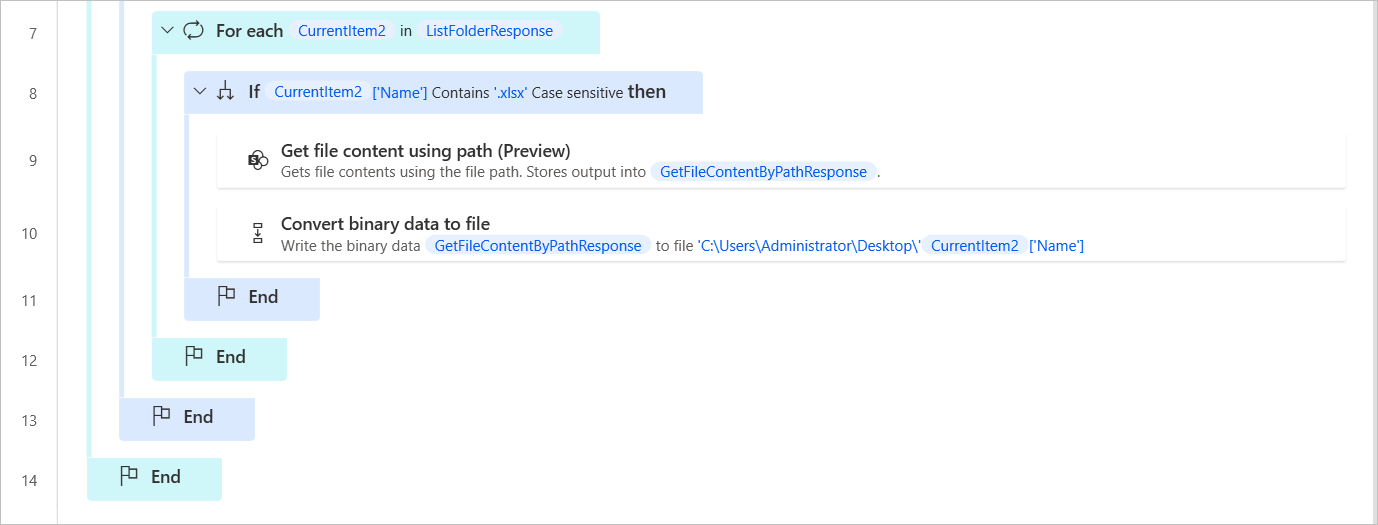 7 For each CurrentItem2 in ListFolderResponse
8 If CurrentItem2 ['Name'] Contains '.xlsx' Case sensitive then
9 Get file content using path (Preview)
Gets file contents using the file path. Stores output into GetFileContentByPathResponse .
10 Convert binary data to file
Write the binary data GetFileContentByPathResponse to file 'C:\Users\Administrator\Desktop\' CurrentItem2 ['Name']
11 End
12 End
13 End
14 End